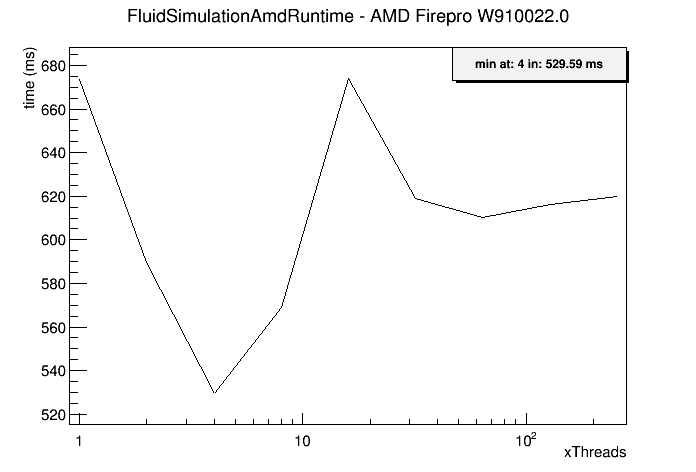 FluidSimulationAmdRuntime - AMD Firepro W910022.0
time (ms)
min at: 4 in: 529.59 ms
680
660
640
620
600
580
560
540
520
1 10 10²
xThreads